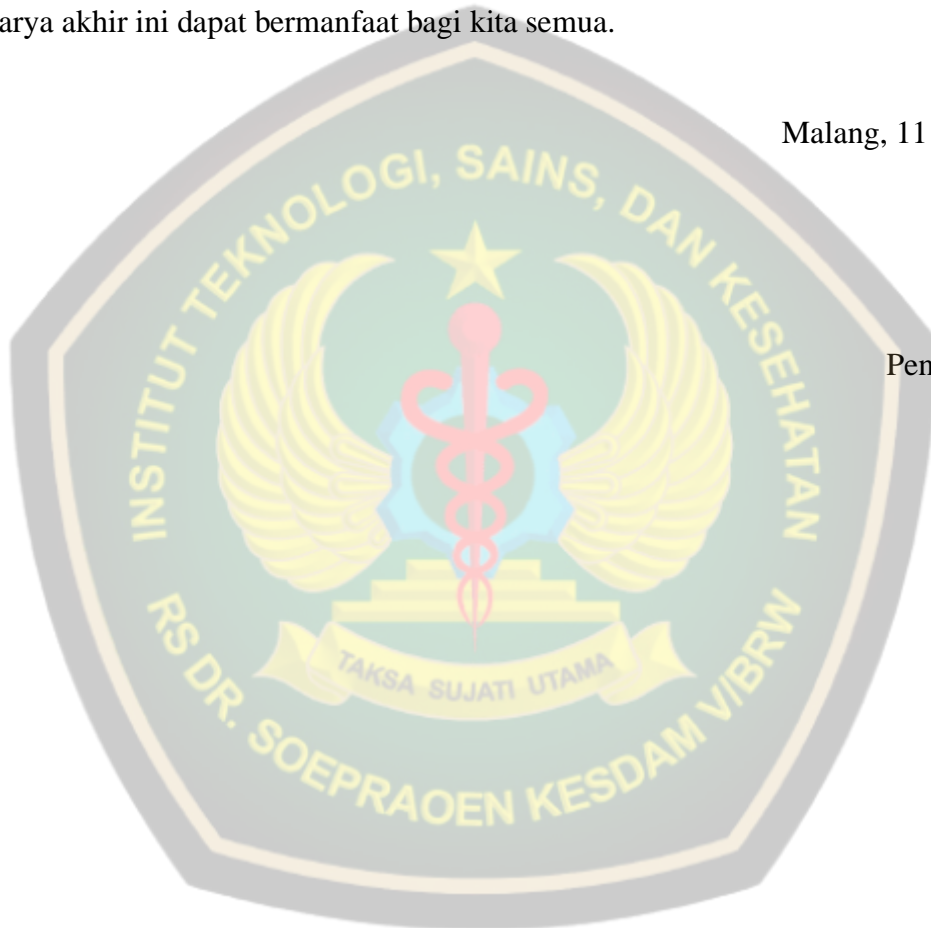 arya akhir ini dapat bermanfaat bagi kita semua.
Malang, 11
INSTITUT TEKNOLOGI, SAINS, DAN KESEHATAN
TAKSA SUJATI UTAMA
RS DR. SOEPRAOEN KESDAM V/BRW